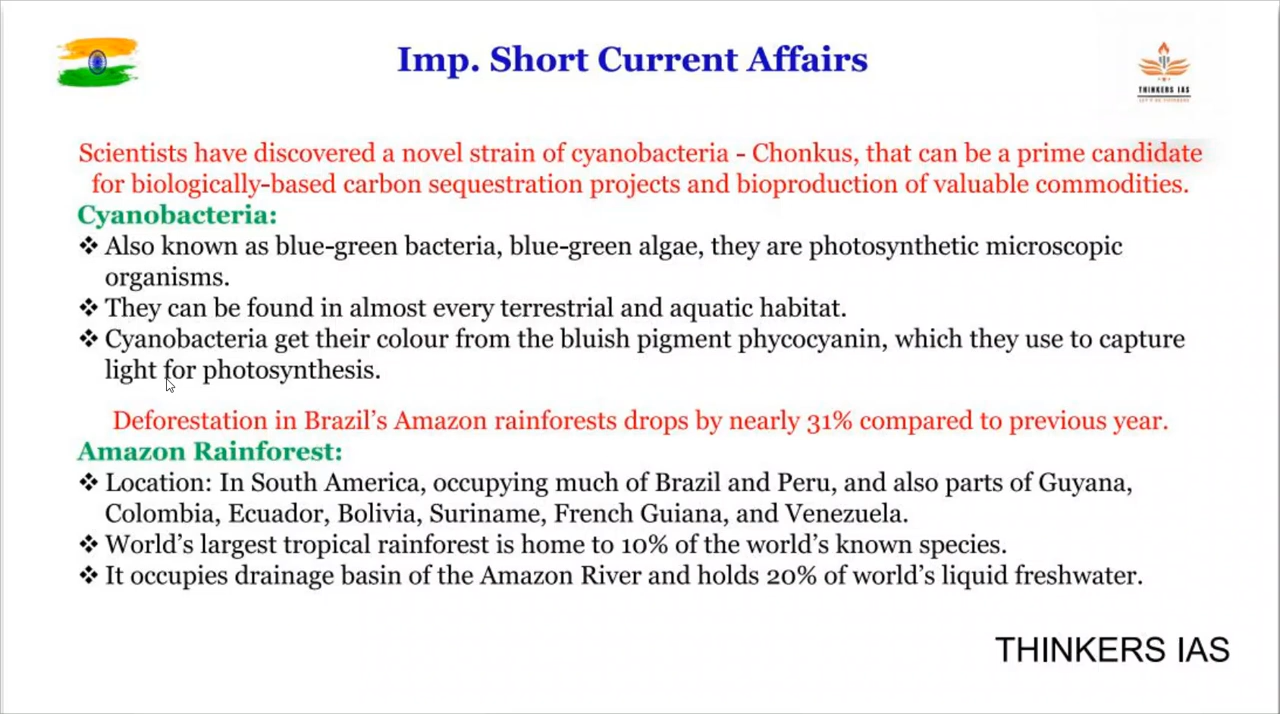 Imp. Short Current Affairs
THINKERS IAS
Scientists have discovered a novel strain of cyanobacteria - Chonkus, that can be a prime candidate
for biologically-based carbon sequestration projects and bioproduction of valuable commodities.
Cyanobacteria:
❖ Also known as blue-green bacteria, blue-green algae, they are photosynthetic microscopic
organisms.
❖ They can be found in almost every terrestrial and aquatic habitat.
❖ Cyanobacteria get their colour from the bluish pigment phycocyanin, which they use to capture
light for photosynthesis.
Deforestation in Brazil’s Amazon rainforests drops by nearly 31% compared to previous year.
Amazon Rainforest:
❖ Location: In South America, occupying much of Brazil and Peru, and also parts of Guyana,
Colombia, Ecuador, Bolivia, Suriname, French Guiana, and Venezuela.
❖ World’s largest tropical rainforest is home to 10% of the world’s known species.
❖ It occupies drainage basin of the Amazon River and holds 20% of world’s liquid freshwater.
THINKERS IAS